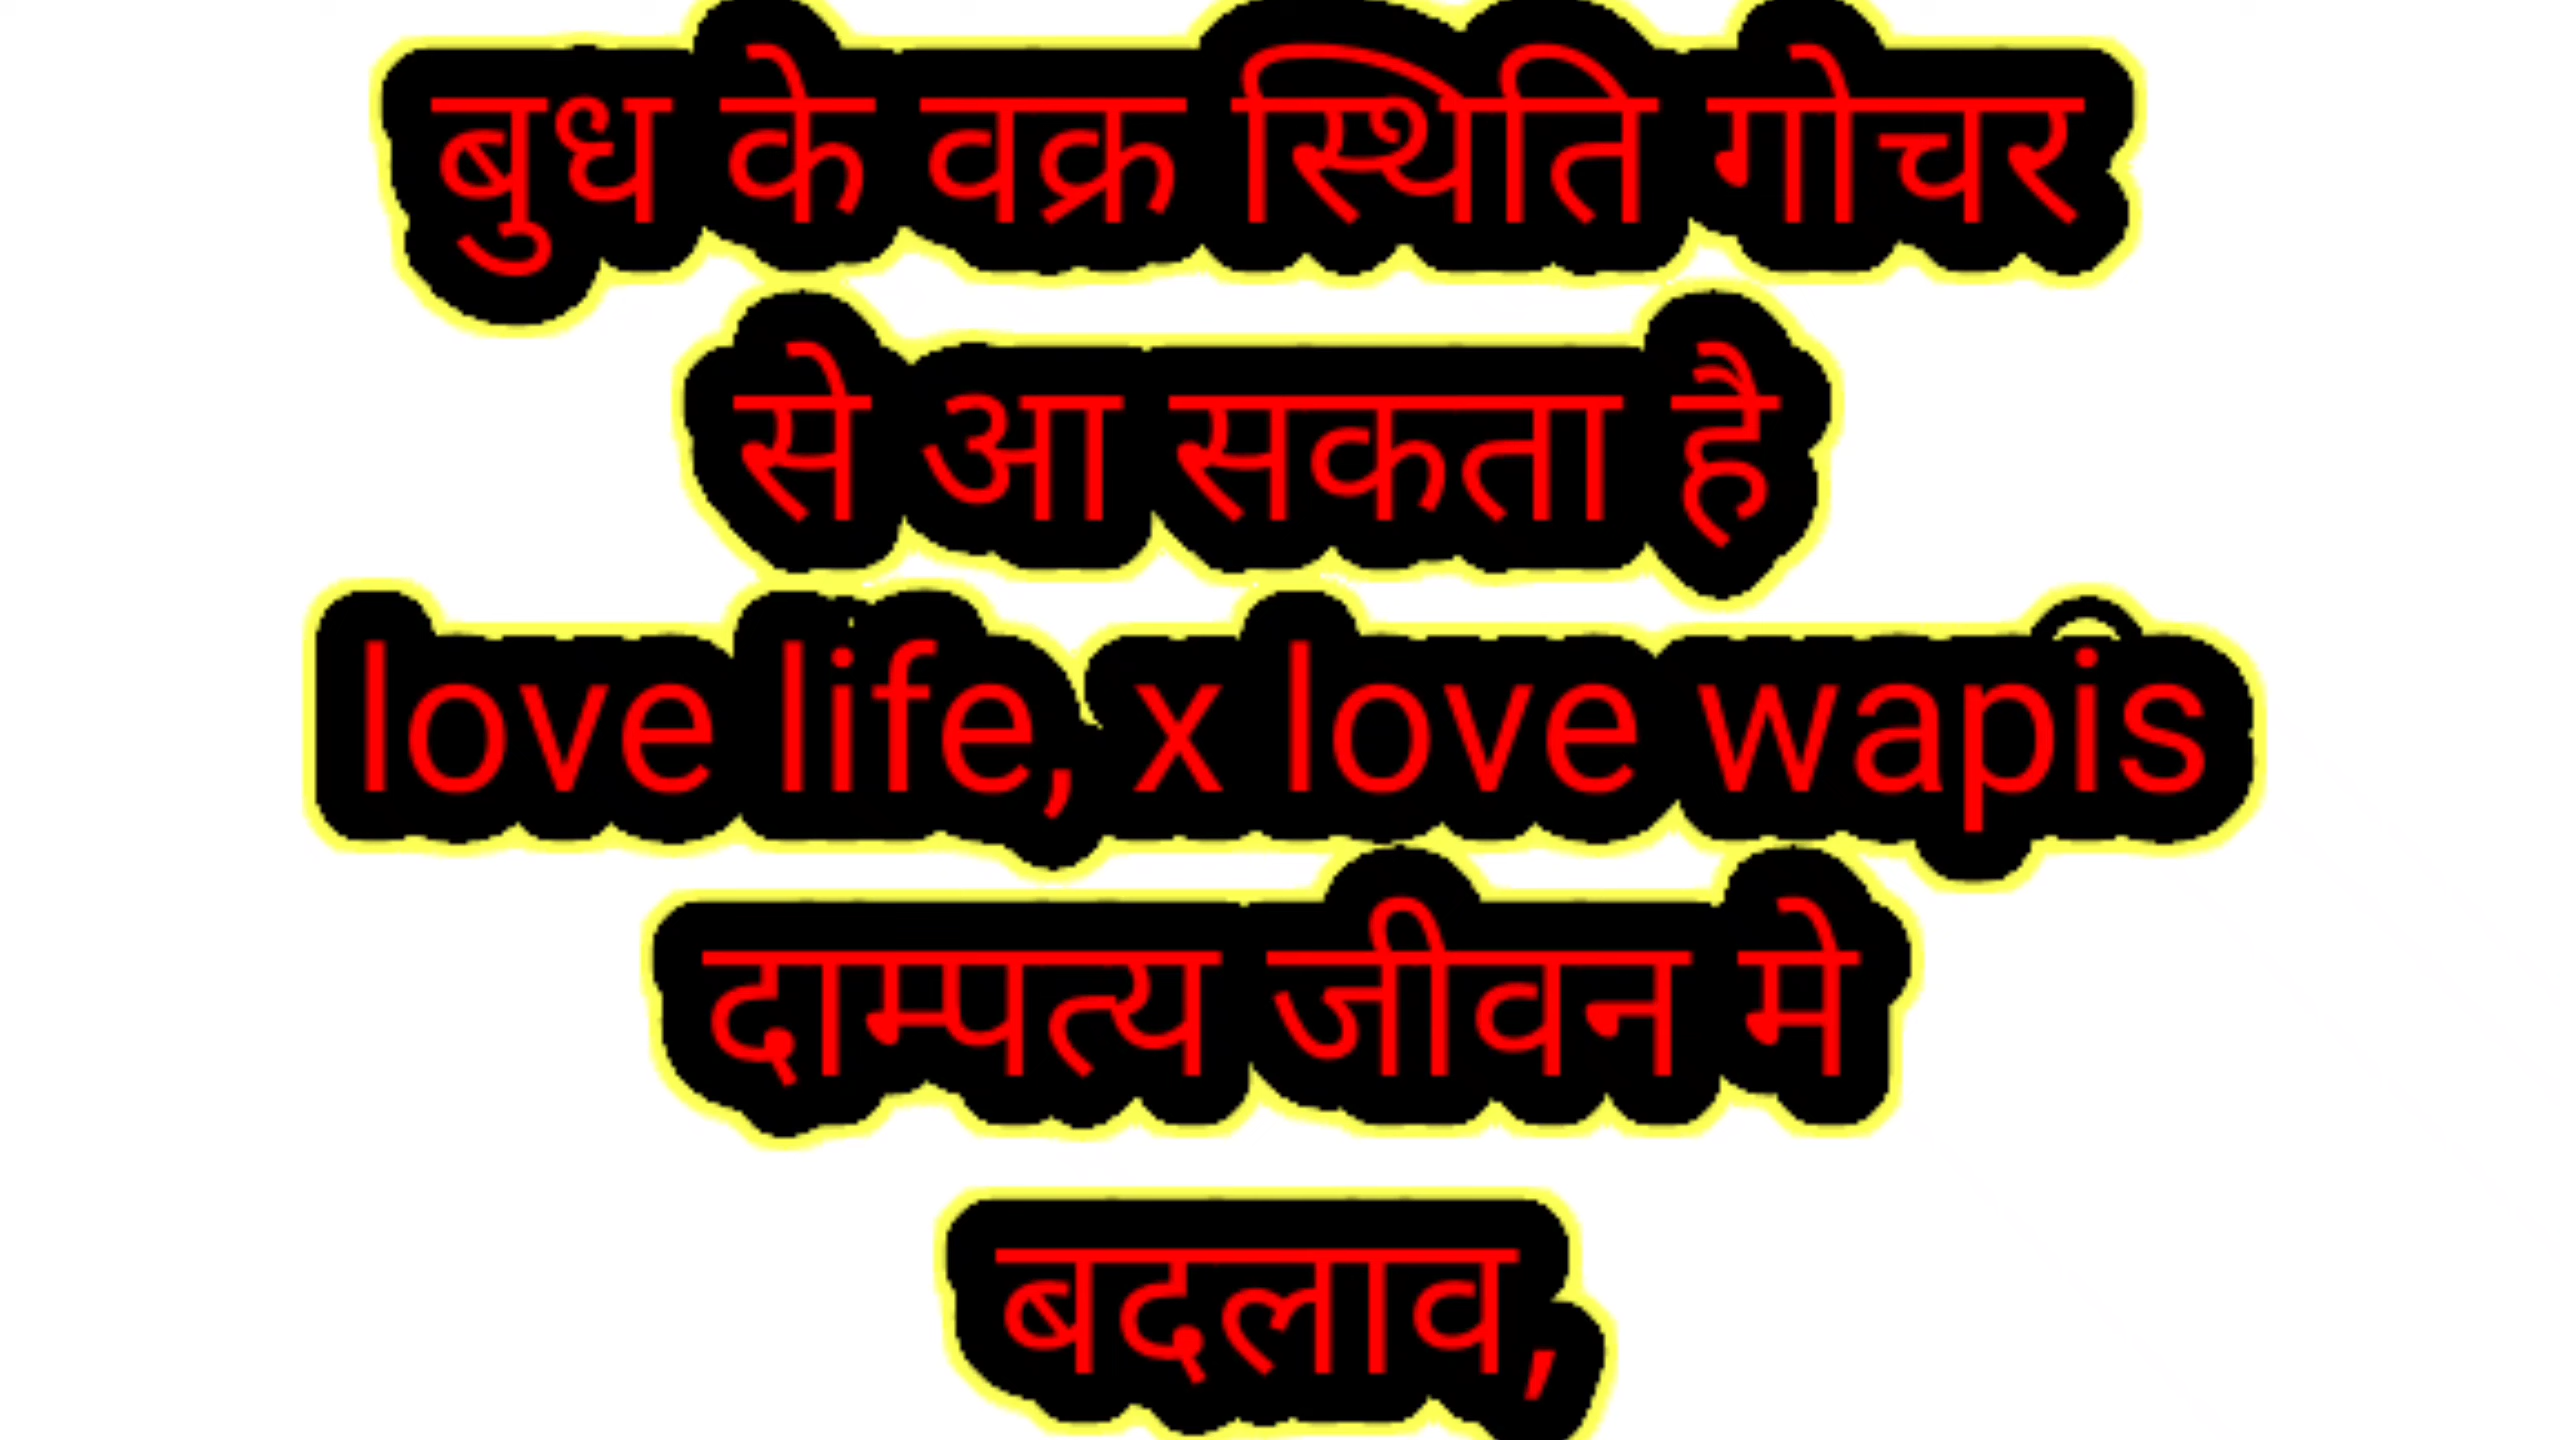 बुध के वक्र स्थिति गोचर
से आ सकता है
love life, x love wapis
दाम्पत्य जीवन मे
बदलाव,